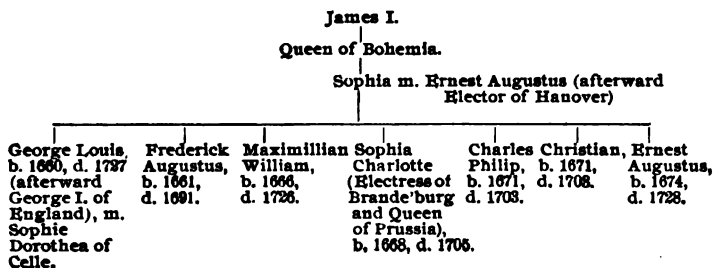 James I.
Queen of Bohemia.
Sophia m. Ernest Augustus (afterward
Elector of Hanover)
George Louis,
b. 1660, d. 1727
(afterward
George I. of
England), m.
Sophie
Dorothea of
Celle.
Frederick
Augustus,
b. 1661,
d. 1691.
Maximillian
William,
b. 1666,
d. 1726.
Sophia
Charlotte
(Electress of
Brande'burg
and Queen
of Prussia),
b. 1668, d. 1705.
Charles
Philip,
b. 1671,
d. 1703.
Christian,
b. 1671,
d. 1703.
Ernest
Augustus,
b. 1674,
d. 1728.